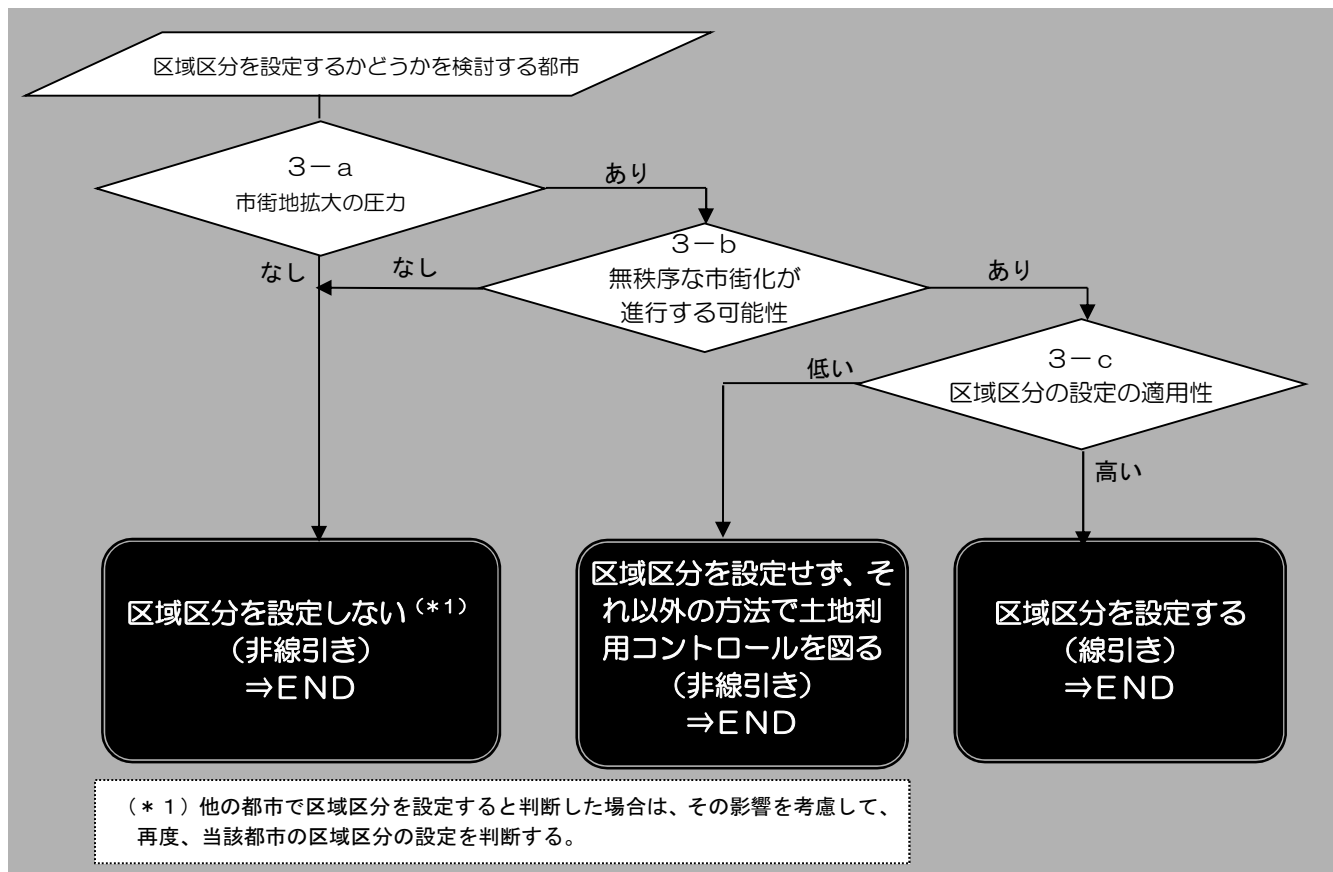 区域区分を設定するかどうかを検討する都市
3－a
市街地拡大の圧力
あり
3－b
無秩序な市街化が
進行する可能性
なし
なし
あり
3－c
区域区分の設定の適用性
低い
高い
区域区分を設定しない（*1）
（非線引き）
⇒END
区域区分を設定せず、そ
れ以外の方法で土地利
用コントロールを図る
（非線引き）
⇒END
区域区分を設定する
（線引き）
⇒END
（＊１）他の都市で区域区分を設定すると判断した場合は、その影響を考慮して、
再度、当該都市の区域区分の設定を判断する。